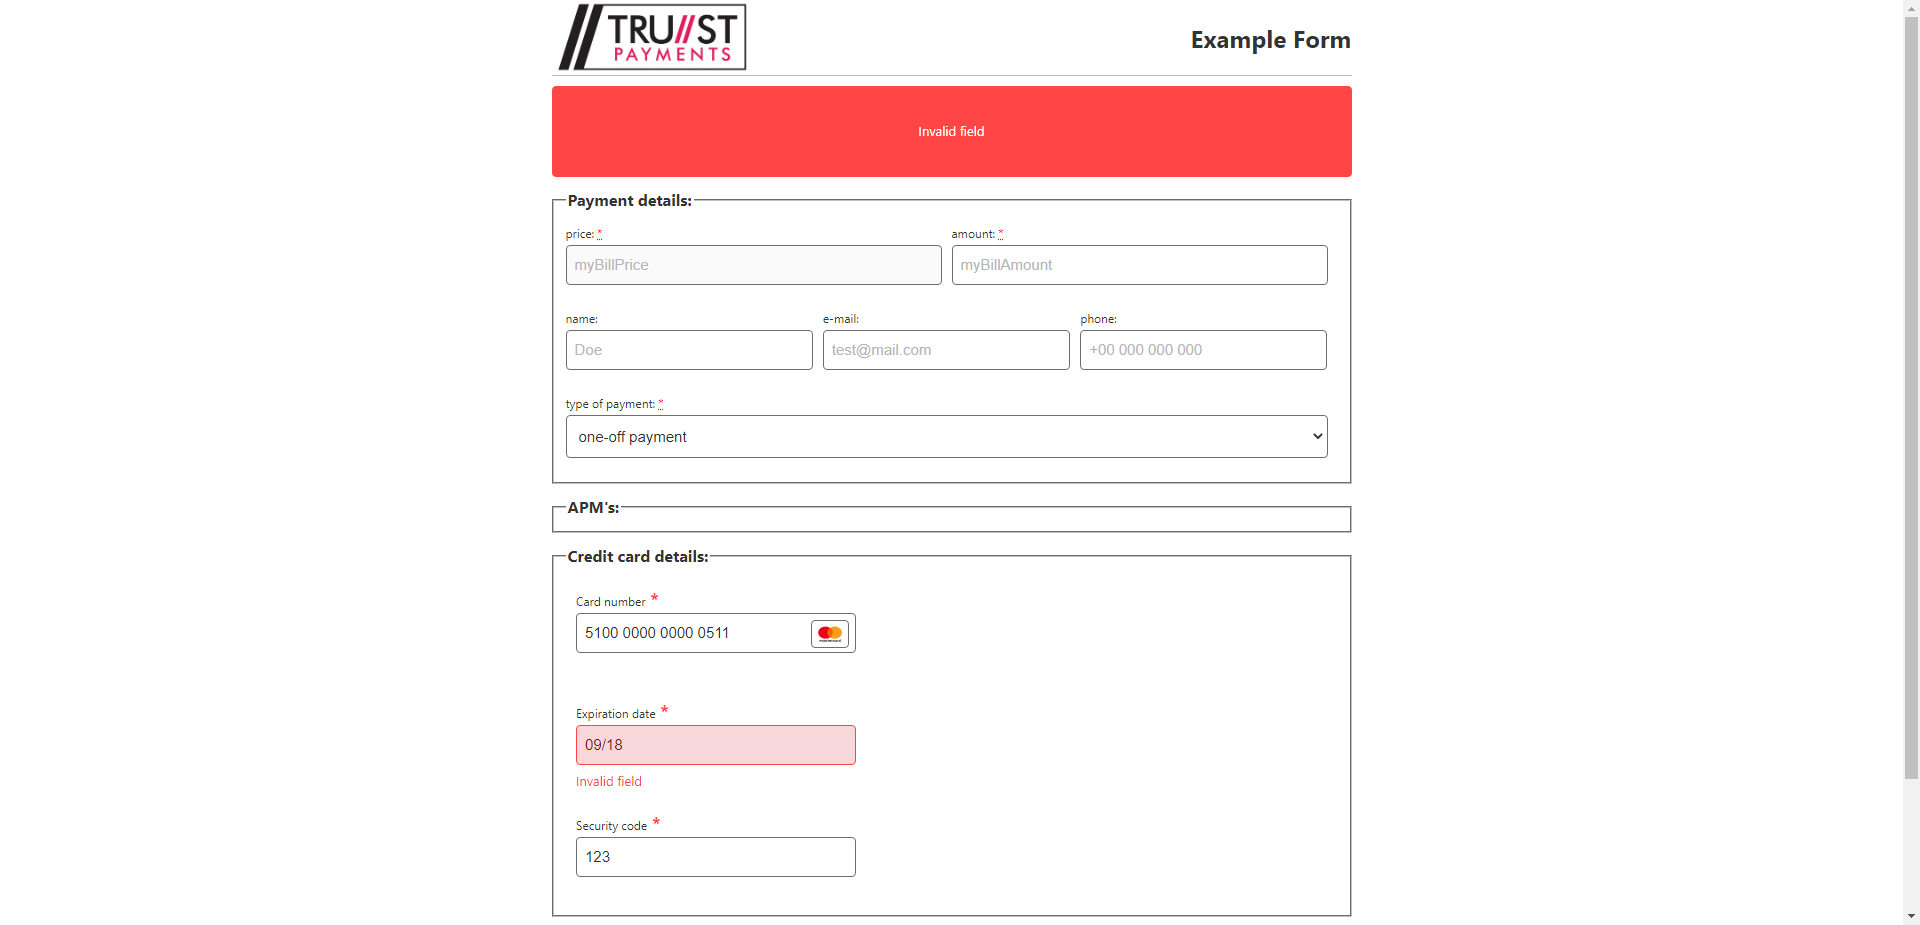 TRU//ST
PAYMENTS
Example Form
Invalid field
Payment details:
price: *
amount: *
myBillPrice
myBillAmount
name:
e-mail:
phone:
Doe
test@mail.com
+00 000 000 000
type of payment: *
one-off payment
APM's:
Credit card details:
Card number *
5100 0000 0000 0511
mastercard
Expiration date *
09/18
Invalid field
Security code *
123